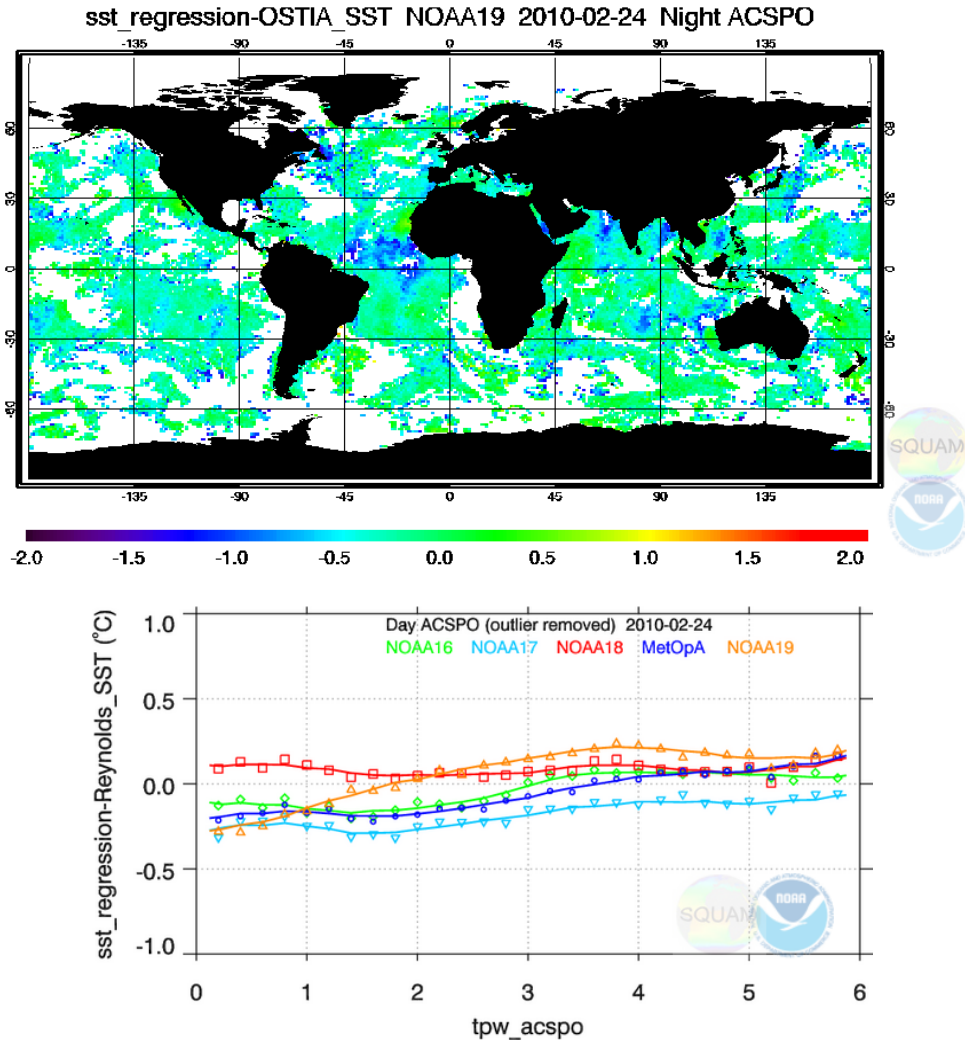 sst_regression-OSTIA_SST NOAA19 2010-02-24 Night ACSPO
-135 -90 -45 0 45 90 135
60 60
30 30
0 0
-30 -30
-60 -60
-135 -90 -45 0 45 90 135
SQUAM
NOAA
-2.0 -1.5 -1.0 -0.5 0.0 0.5 1.0 1.5 2.0
sst_regression-Reynolds_SST (°C)
Day ACSPO (outlier removed) 2010-02-24
NOAA16 NOAA17 NOAA18 MetOpA NOAA19
1.0
0.5
0.0
-0.5
-1.0
SQUAM
NOAA
0 1 2 3 4 5 6
tpw_acspo